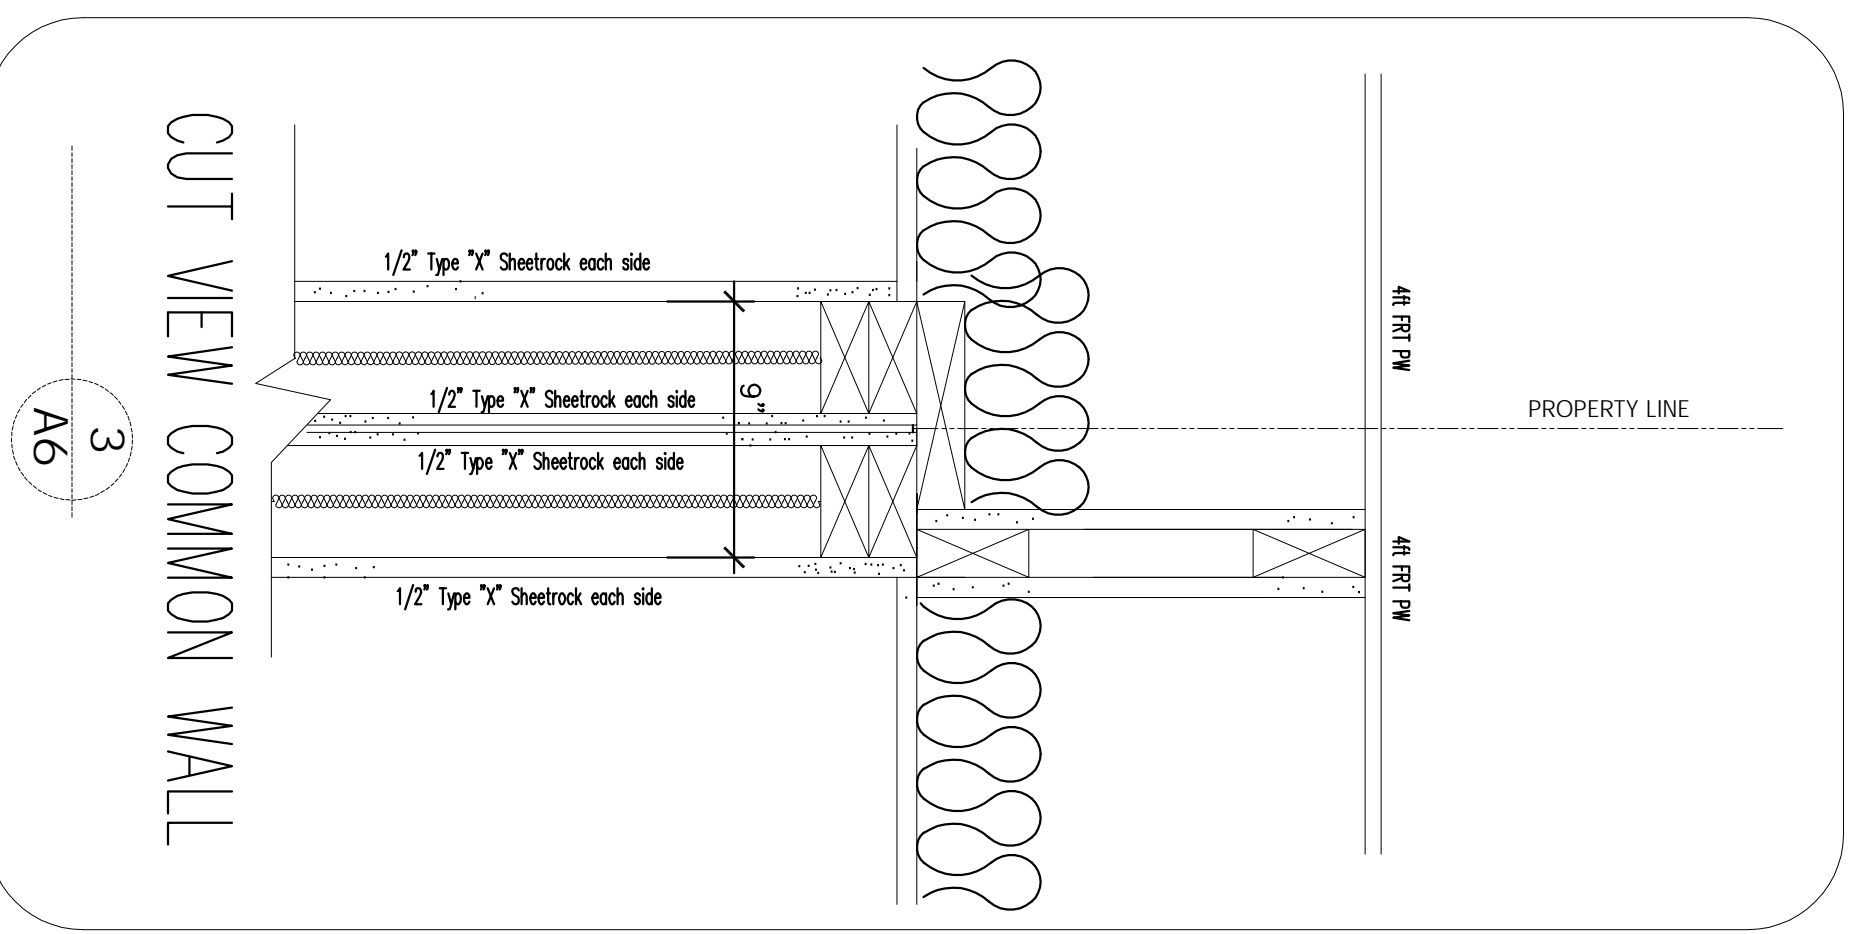 1/2" Type "X" Sheetrock each side
1/2" Type "X" Sheetrock each side
1/2" Type "X" Sheetrock each side
1/2" Type "X" Sheetrock each side
9"
4ft FRT PW
4ft FRT PW
PROPERTY LINE
CUT VIEW COMMON WALL
3
A6